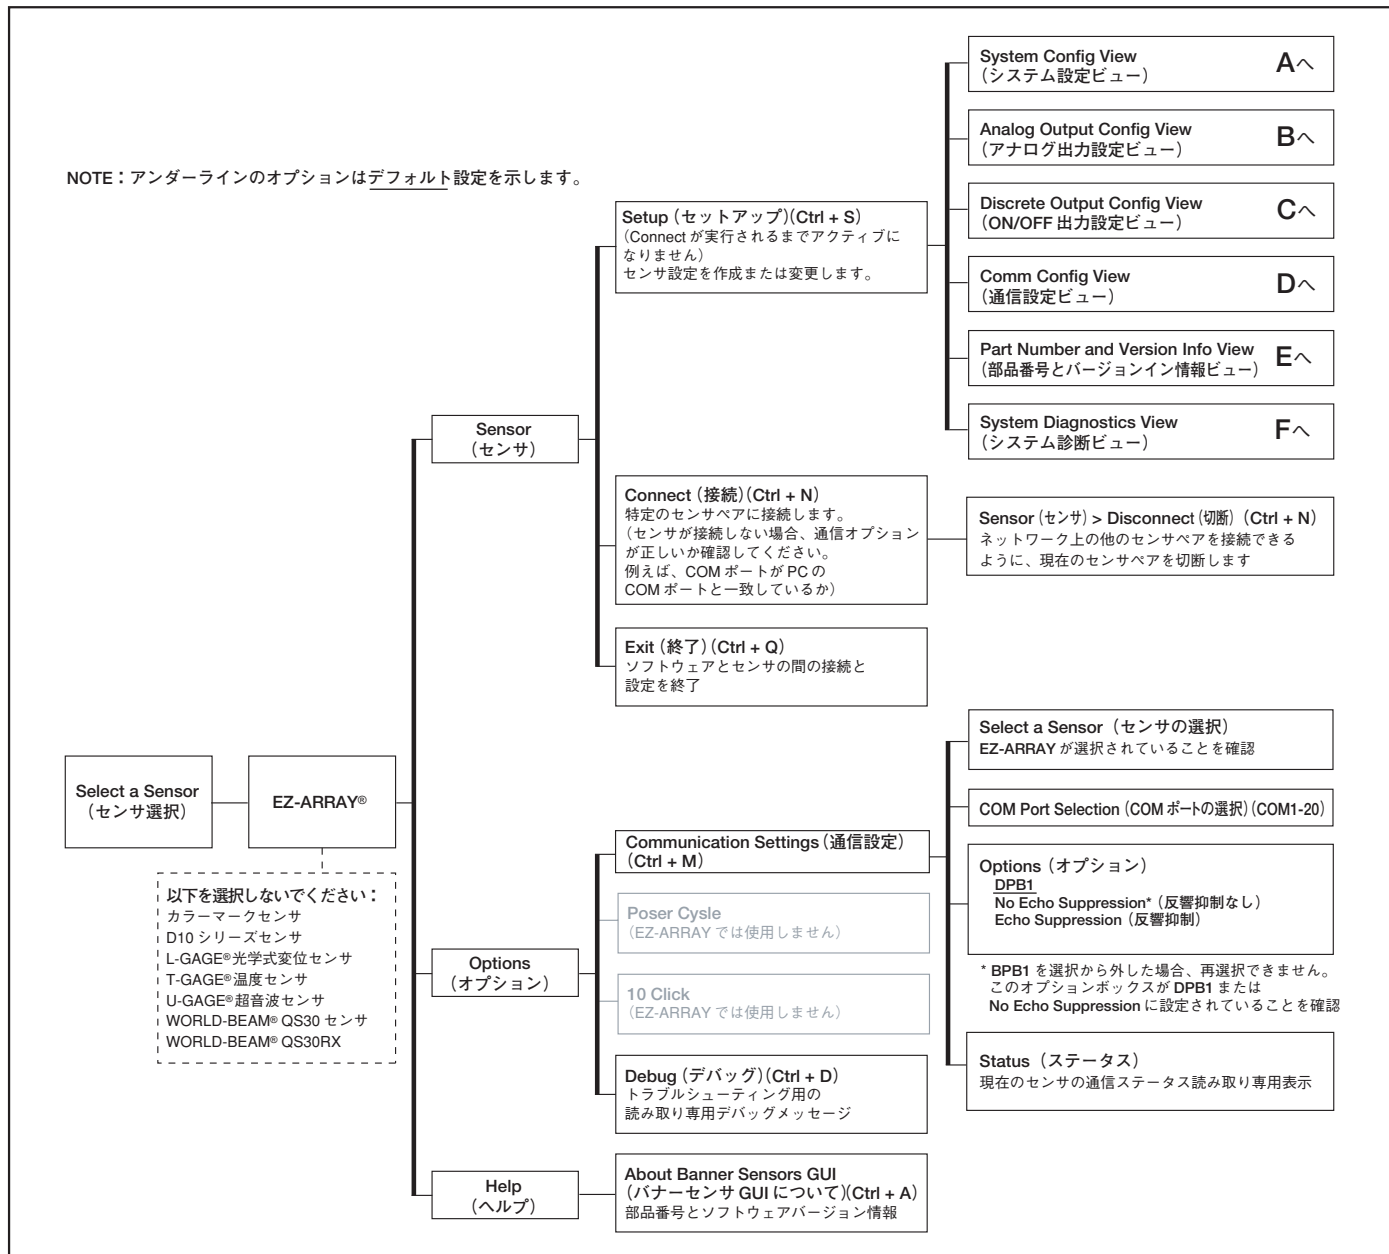 NOTE：アンダーラインのオプションはデフォルト設定を示します。
Select a Sensor
（センサ選択）
EZ-ARRAY®
以下を選択しないでください：
カラーマークセンサ
D10 シリーズセンサ
L-GAGE®光学式変位センサ
T-GAGE®温度センサ
U-GAGE®超音波センサ
WORLD-BEAM® QS30 センサ
WORLD-BEAM® QS30RX
Sensor
（センサ）
Setup（セットアップ）(Ctrl + S)
（Connect が実行されるまでアクティブに
なりません）
センサ設定を作成または変更します。
System Config View
（システム設定ビュー）
Aへ
Analog Output Config View
（アナログ出力設定ビュー）
Bへ
Discrete Output Config View
（ON/OFF 出力設定ビュー）
Cへ
Comm Config View
（通信設定ビュー）
Dへ
Part Number and Version Info View
（部品番号とバージョンイン情報ビュー）
Eへ
System Diagnostics View
（システム診断ビュー）
Fへ
Connect（接続）(Ctrl + N)
特定のセンサペアに接続します。
（センサが接続しない場合、通信オプション
が正しいか確認してください。
例えば、COM ポートが PC の
COM ポートと一致しているか）
Sensor（センサ）> Disconnect（切断）(Ctrl + N)
ネットワーク上の他のセンサペアを接続できる
ように、現在のセンサペアを切断します
Exit（終了）(Ctrl + Q)
ソフトウェアとセンサの間の接続と
設定を終了
Options
（オプション）
Communication Settings（通信設定）
(Ctrl + M)
Select a Sensor（センサの選択）
EZ-ARRAY が選択されていることを確認
COM Port Selection（COM ポートの選択）(COM1-20)
Options（オプション）
DPB1
No Echo Suppression*（反響抑制なし）
Echo Suppression（反響抑制）
* BPB1 を選択から外した場合、再選択できません。
このオプションボックスが DPB1 または
No Echo Suppression に設定されていることを確認
Status（ステータス）
現在のセンサの通信ステータス読み取り専用表示
Poser Cysle
（EZ-ARRAY では使用しません）
10 Click
（EZ-ARRAY では使用しません）
Debug（デバッグ）(Ctrl + D)
トラブルシューティング用の
読み取り専用デバッグメッセージ
Help
（ヘルプ）
About Banner Sensors GUI
（バナーセンサ GUI について）(Ctrl + A)
部品番号とソフトウェアバージョン情報